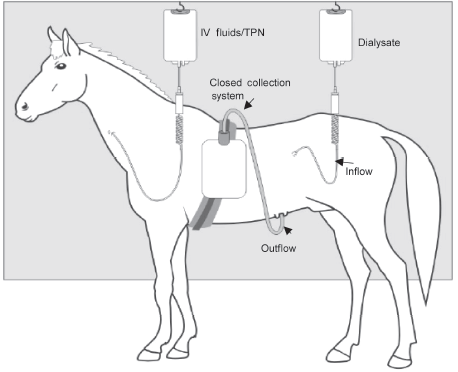 IV fluids/TPN
Dialysate
Closed collection
system
Inflow
Outflow